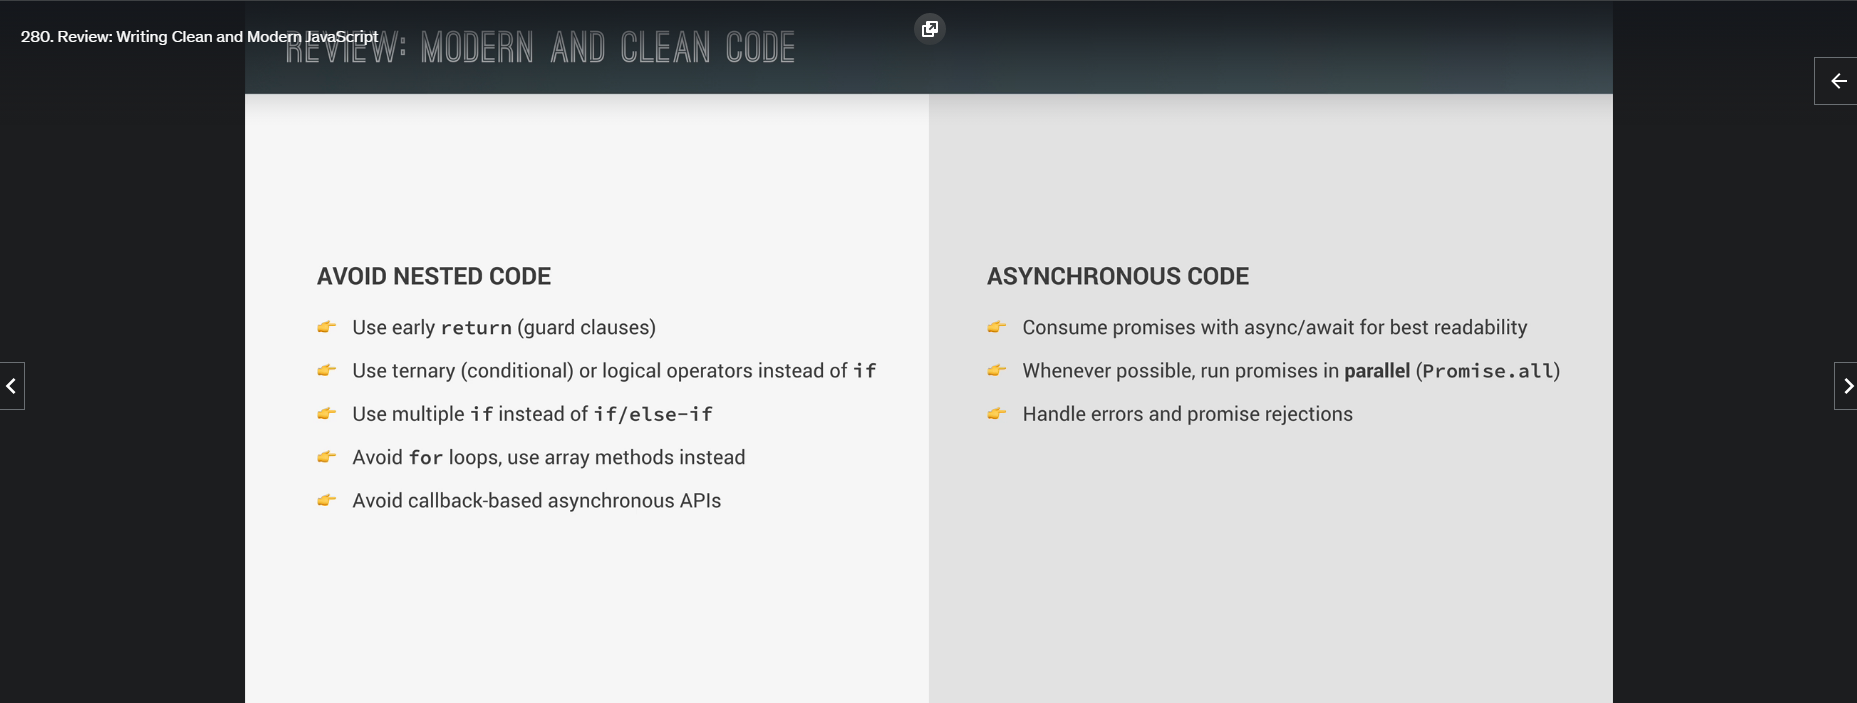 280. Review: Writing Clean and Modern JavaScript
REVIEW: MODERN AND CLEAN CODE
AVOID NESTED CODE
Use early return (guard clauses)
Use ternary (conditional) or logical operators instead of if
Use multiple if instead of if/else-if
Avoid for loops, use array methods instead
Avoid callback-based asynchronous APIs
ASYNCHRONOUS CODE
Consume promises with async/await for best readability
Whenever possible, run promises in parallel (Promise.all)
Handle errors and promise rejections